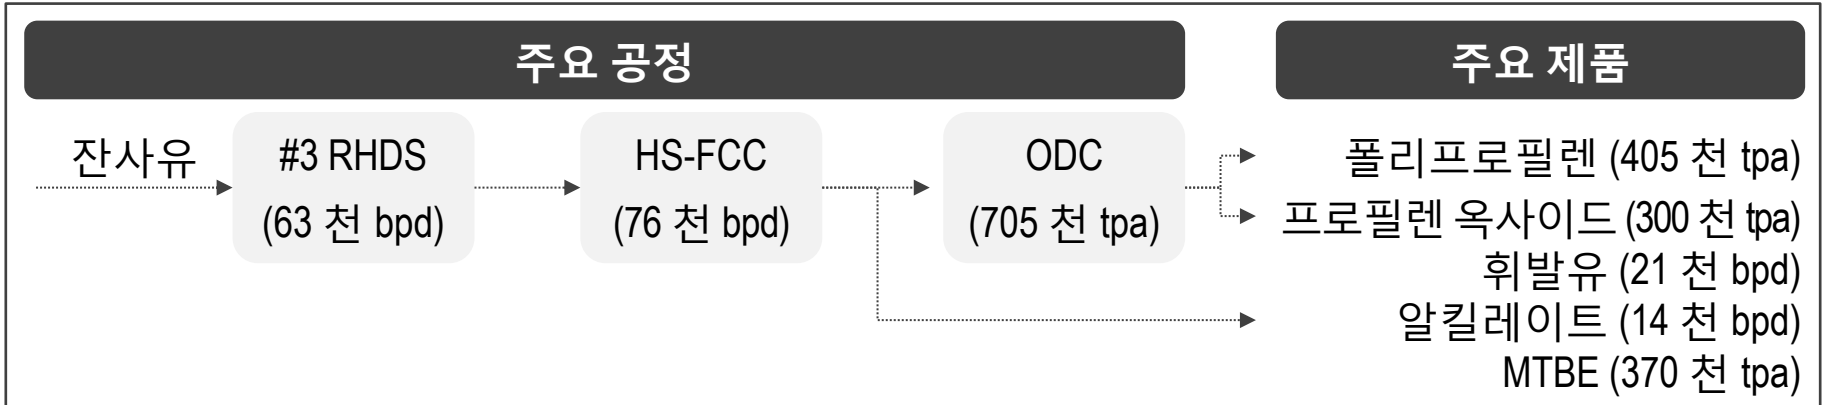 주요 공정
주요 제품
잔사유
#3 RHDS
(63 천 bpd)
HS-FCC
(76 천 bpd)
ODC
(705 천 tpa)
폴리프로필렌 (405 천 tpa)
프로필렌 옥사이드 (300 천 tpa)
휘발유 (21 천 bpd)
알킬레이트 (14 천 bpd)
MTBE (370 천 tpa)